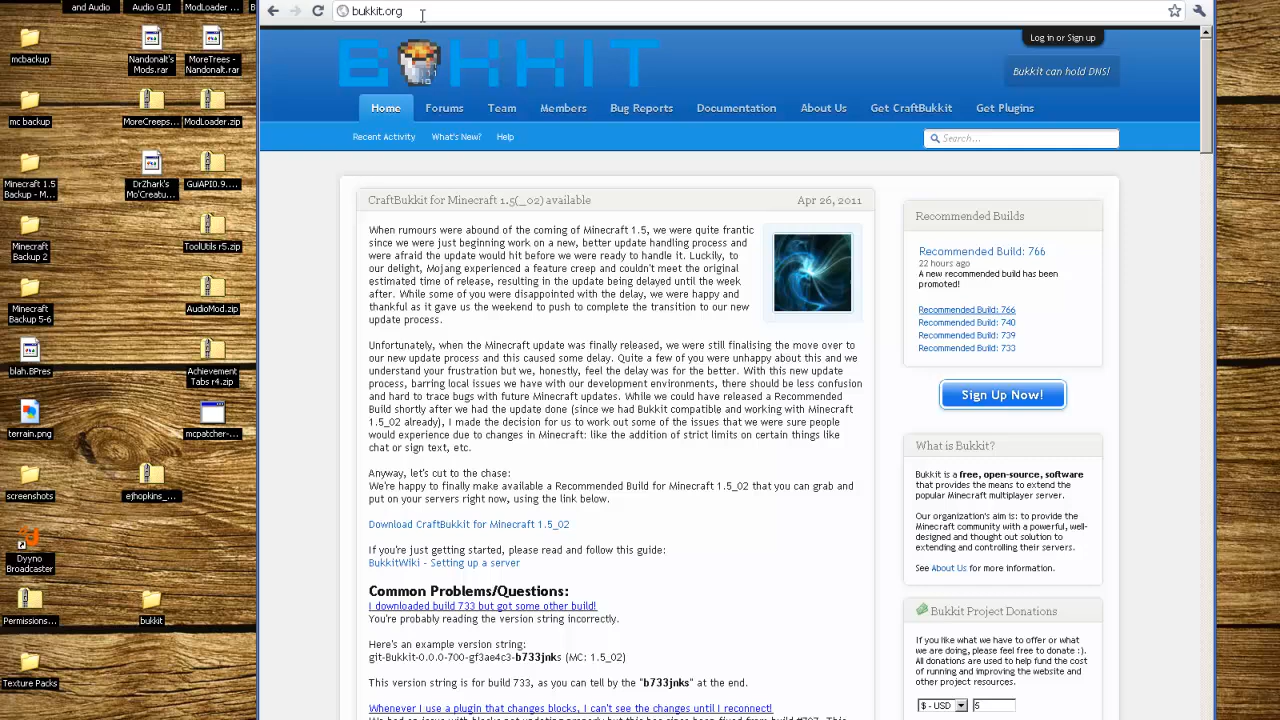 and Audio
Audio GUI
ModLoader ...
mcbackup
Nandonalt's
Mods.rar
MoreTrees -
Nandonalt.rar
mc backup
MoreCreeps...
ModLoader.zip
Minecraft 1.5
Backup - M...
DrZhark's
Mo'Creatu...
GuiAPI0.9....
Minecraft
Backup 2
ToolUtils r5.zip
Minecraft
Backup 5-6
AudioMod.zip
blah.BPres
Achievement
Tabs r4.zip
terrain.png
mcpatcher-...
screenshots
ejhopkins_...
Dyyno
Broadcaster
Permissions...
bukkit
Texture Packs
bukkit.org
BUKKIT
Log in or Sign up
Bukkit can hold DNS!
Home
Forums
Team
Members
Bug Reports
Documentation
About Us
Get CraftBukkit
Get Plugins
Recent Activity
What's New?
Help
Search...
CraftBukkit for Minecraft 1.5(_02) available
Apr 26, 2011
When rumours were abound on the coming of Minecraft 1.5, we were quite frantic
since we were just starting work on a new, better update handling process and
were afraid the update would hit before we were ready to handle it. Luckily, to
our delight, Mojang experienced feature creep and couldn't meet the original
estimated time of release, resulting in the update being delayed until the week
after. While some of you were disappointed with the delay, we were happy and
thankful as it gave us the weekend to push to complete the transition to the new
update process.
Unfortunately, when the Minecraft update was finally released, we were still finalising the move over to
our new update process and this caused some delay. Quite a few of you were unhappy about this and we
understand your frustration but we, honestly, feel the delay is for the better. With this new update
process, barring local issues we have with our development environments, there should be less confusion
and hard to trace bugs with future Minecraft updates. While we could have released a Recommended
Build shortly after we had the update done (since we had Bukkit compatible and working with Minecraft
1.5_02 already), I made the decision for us to work out some of the issues that we were sure people
would experience due to changes in Minecraft: like the addition of strict limits on certain things like
chat or sign text, etc.
Anyway, let's cut to the chase.
We're happy to finally make available a Recommended Build for Minecraft 1.5_02 that you can grab and
put on your servers right now, using the link below.
Download CraftBukkit for Minecraft 1.5_02
If you're just getting started, please read and follow this guide:
BukkitWiki - Setting up a server
Common Problems/Questions:
I downloaded build 733 but got some other build!
You're probably reading the version string incorrectly.
Here's an example:
This version string is for build 733. You can tell by the "b733jnks" at the end.
Whenever I use a plugin that changes my name, I can't see the change until I reconnect!
Recommended Builds
Recommended Build: 766
22 hours ago
A new recommended build has been
promoted!
Recommended Build: 766
Recommended Build: 740
Recommended Build: 739
Recommended Build: 733
Sign Up Now!
What is Bukkit?
Bukkit is a free, open-source, software
that provides the means to extend the
popular Minecraft multiplayer server.
Our organization's aim is: to provide the
Minecraft community with a powerful, well-
designed and thought out solution to
extending and controlling their servers.
See About Us for more information.
Bukkit Project Donations
If you like what we have to offer or what
we are doing, please feel free to donate :).
All donations are used to help fund the cost
of running and improving the website and
other project resources.